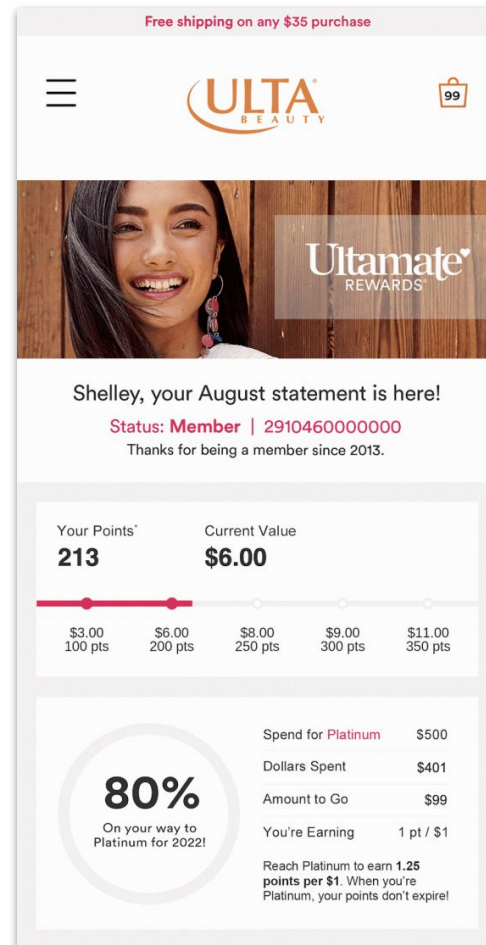 Free shipping on any $35 purchase
ULTA
BEAUTY
99
Ultamate
REWARDS®
Shelley, your August statement is here!
Status: Member | 2910460000000
Thanks for being a member since 2013.
Your Points* Current Value
213 $6.00
$3.00 $6.00 $8.00 $9.00 $11.00
100 pts 200 pts 250 pts 300 pts 350 pts
80%
On your way to
Platinum for 2022!
Spend for Platinum $500
Dollars Spent $401
Amount to Go $99
You're Earning 1 pt / $1
Reach Platinum to earn 1.25
points per $1. When you're
Platinum, your points don't expire!